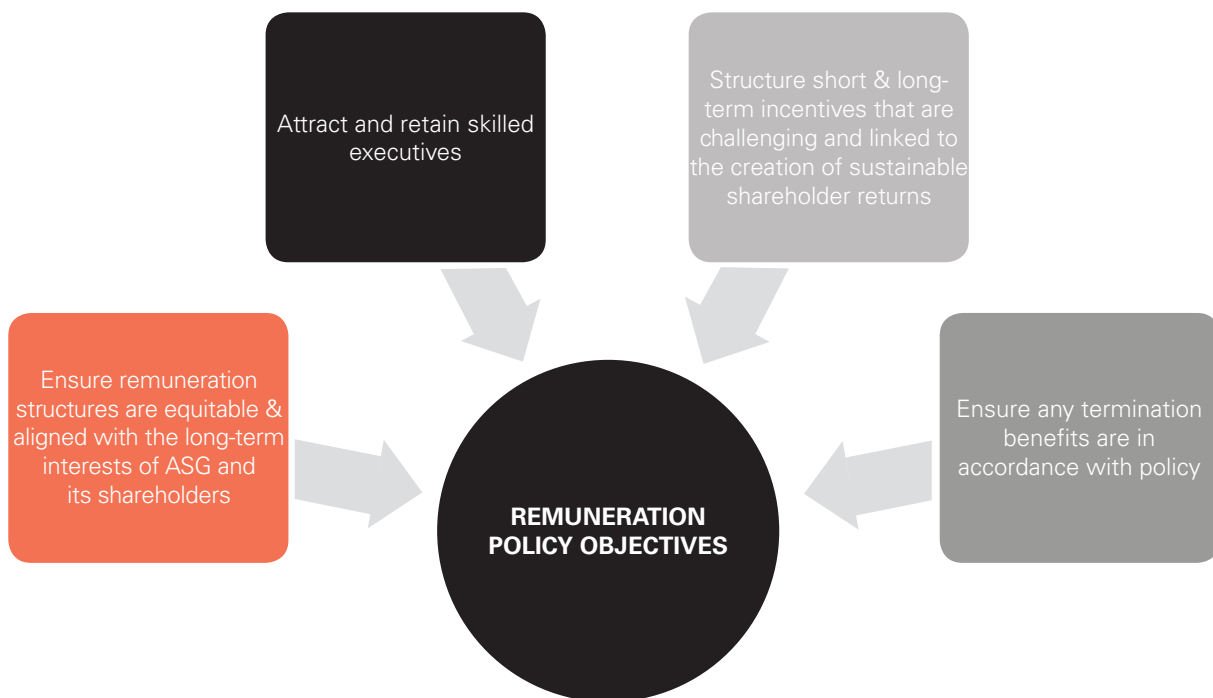 Attract and retain skilled
executives
Structure short & long-
term incentives that are
challenging and linked to
the creation of sustainable
shareholder returns
Ensure remuneration
structures are equitable &
aligned with the long-term
interests of ASG and
its shareholders
Ensure any termination
benefits are in
accordance with policy
REMUNERATION
POLICY OBJECTIVES